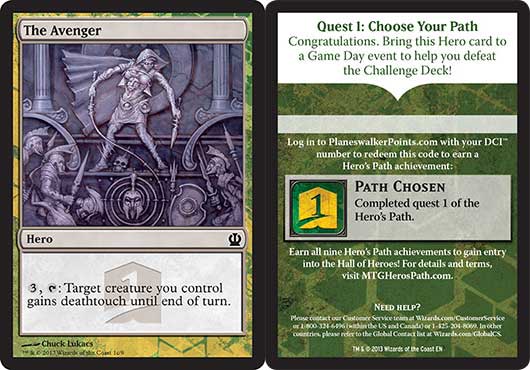 The Avenger
Hero
3, T: Target creature you control
gains deathtouch until end of turn.
1
Chuck Lukacs
™ & © 2013 Wizards of the Coast 1c/9
Quest 1: Choose Your Path
Congratulations. Bring this Hero card to
a Game Day event to help you defeat
the Challenge Deck!
Log in to PlaneswalkerPoints.com with your DCI™
number to redeem this code to earn a
Hero's Path achievement:
1
Path Chosen
Completed quest 1 of the
Hero's Path.
Earn all nine Hero's Path achievements to gain entry
into the Hall of Heroes! For details and terms,
visit MTGHerosPath.com.
Need help?
Please contact our Customer Service team at Wizards.com/CustomerService
or 1-800-324-6496 (within the US and Canada) or 1-425-204-8069. In other
countries, please refer to the Global Contact list at Wizards.com/GlobalCS.
TM & © 2013 Wizards of the Coast EN